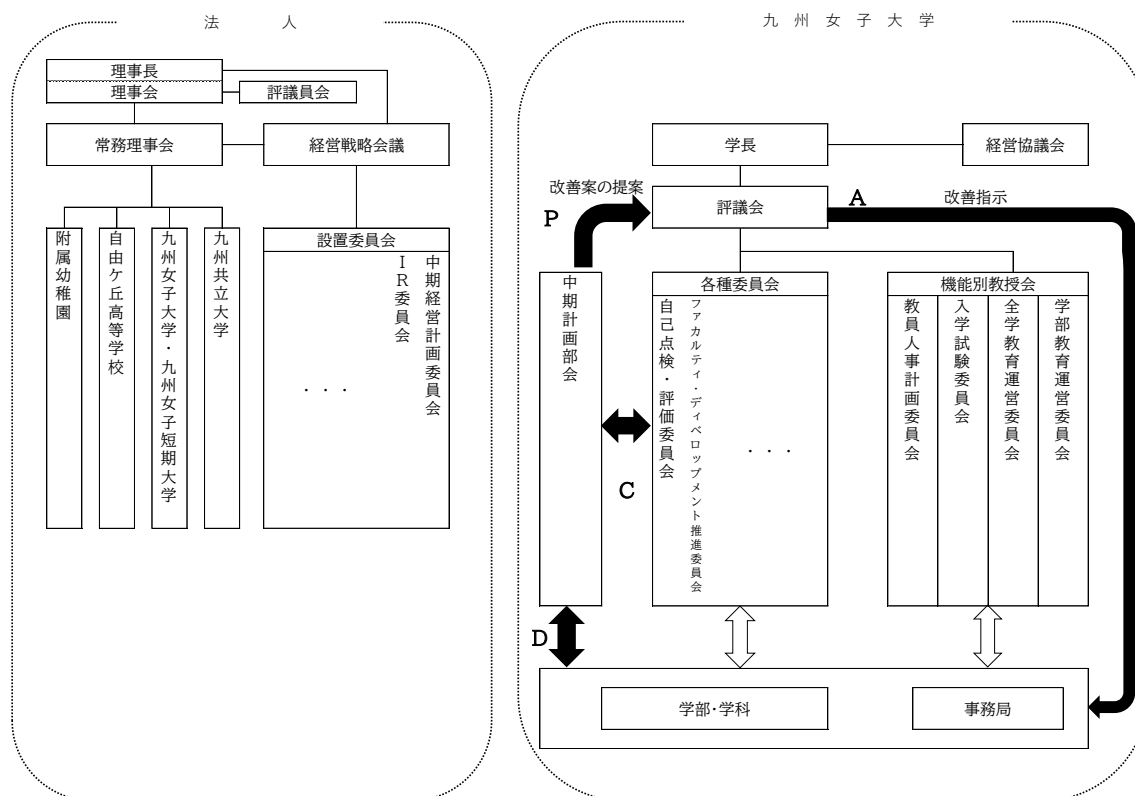 法 人
理事長
理事会
評議員会
常務理事会
経営戦略会議
附属幼稚園
自由ケ丘高等学校
九州女子大学・九州女子短期大学
九州共立大学
設置委員会
中期経営計画委員会
ＩＲ委員会
・・・
九 州 女 子 大 学
学長
経営協議会
改善案の提案
P
評議会
A
改善指示
中期計画部会
各種委員会
自己点検・評価委員会
ファカルティ・ディベロップメント推進委員会
・・・
C
機能別教授会
教員人事計画委員会
入学試験委員会
全学教育運営委員会
学部教育運営委員会
D
学部・学科
事務局